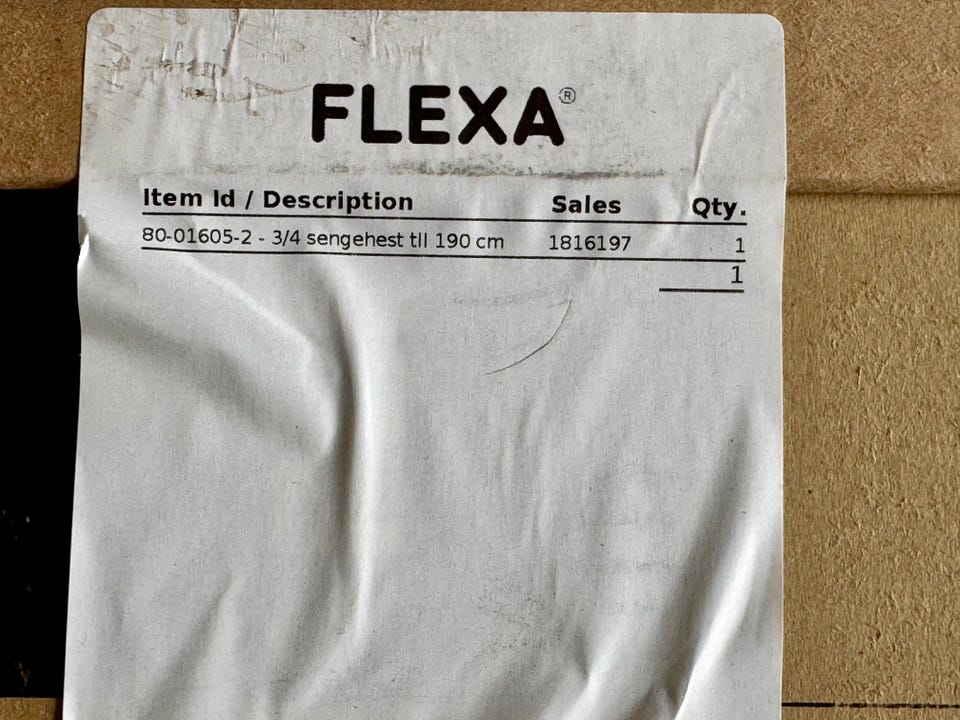 FLEXA®
Item Id / Description Sales Qty.
80-01605-2 - 3/4 sengehest til 190 cm 1816197 1
1